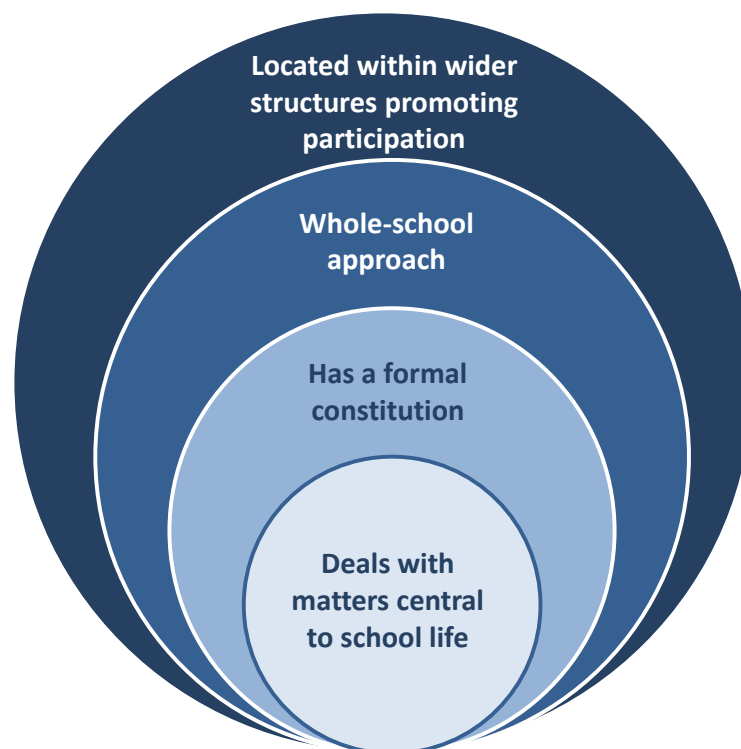 Located within wider
structures promoting
participation
Whole-school
approach
Has a formal
constitution
Deals with
matters central
to school life